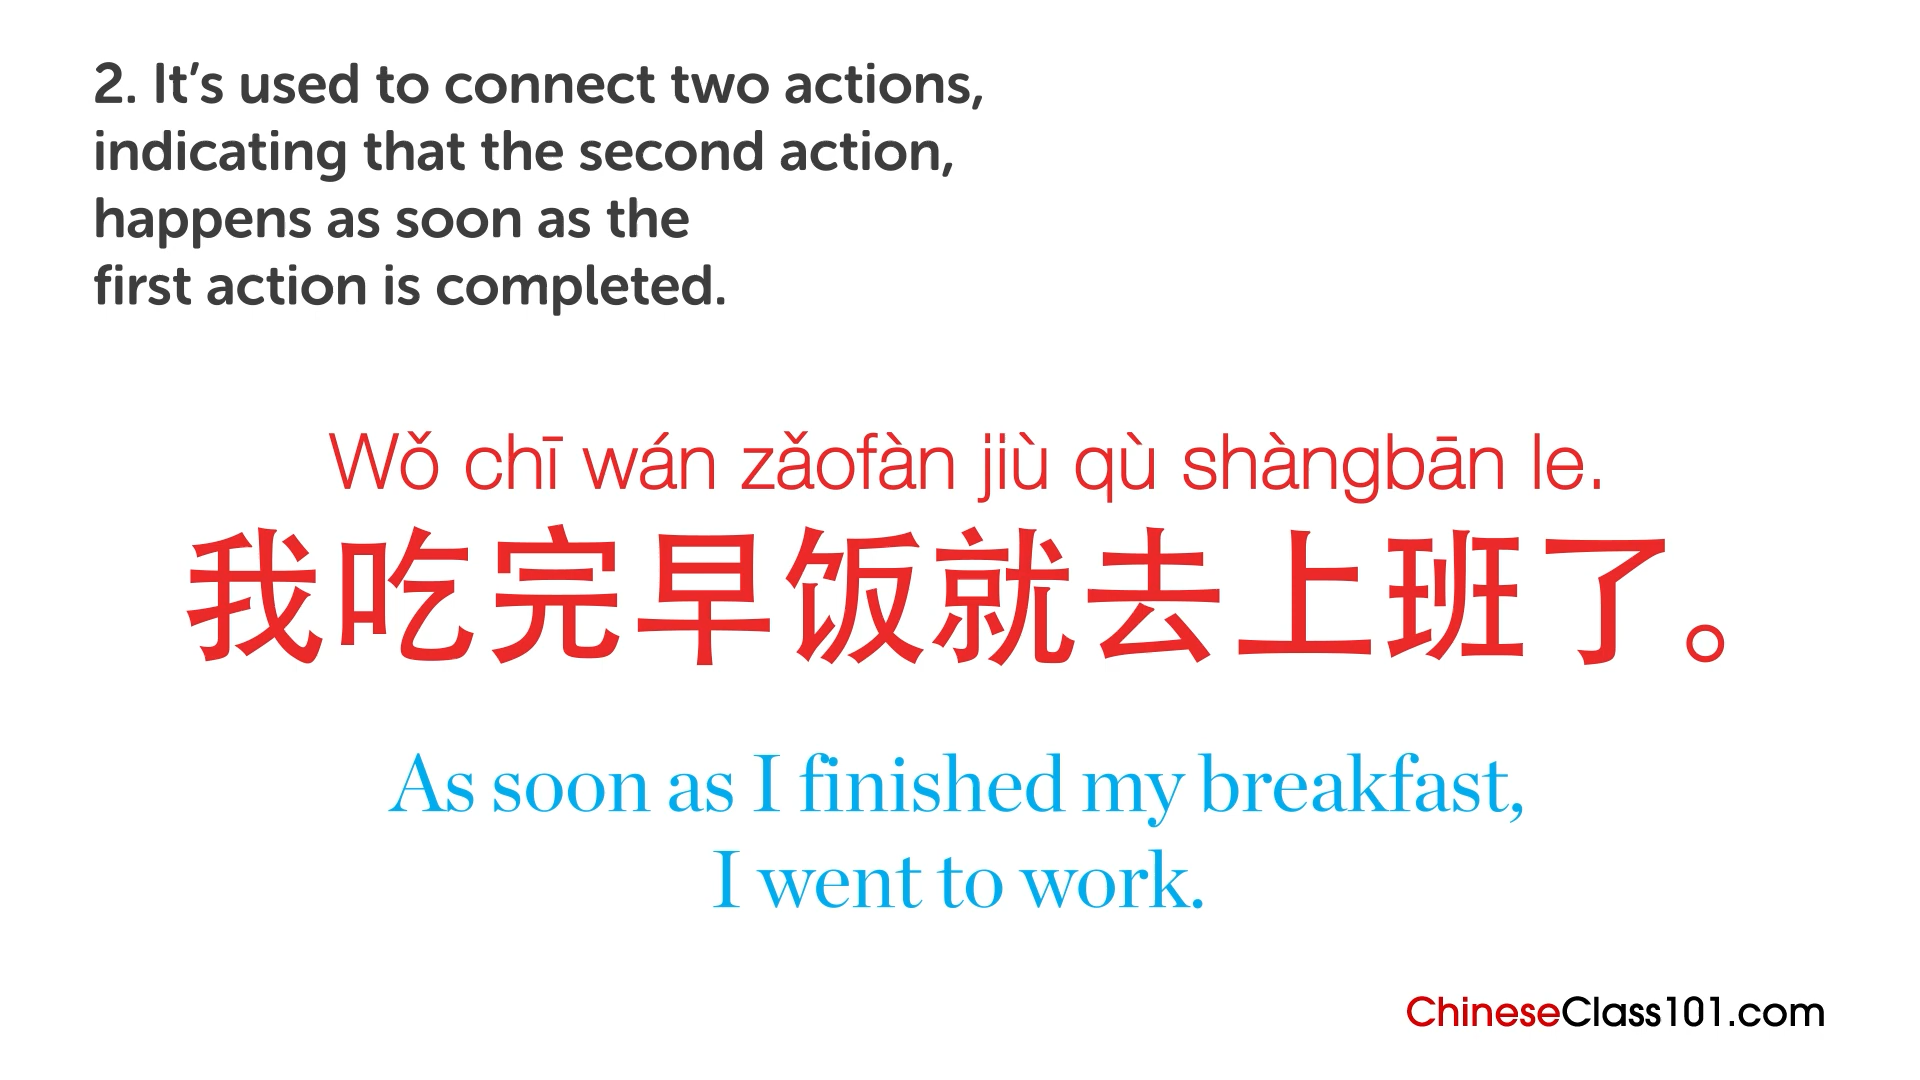 2. It’s used to connect two actions,
indicating that the second action,
happens as soon as the
first action is completed.
Wǒ chī wán zǎofàn jiù qù shàngbān le.
我吃完早饭就去上班了。
As soon as I finished my breakfast,
I went to work.
ChineseClass101.com